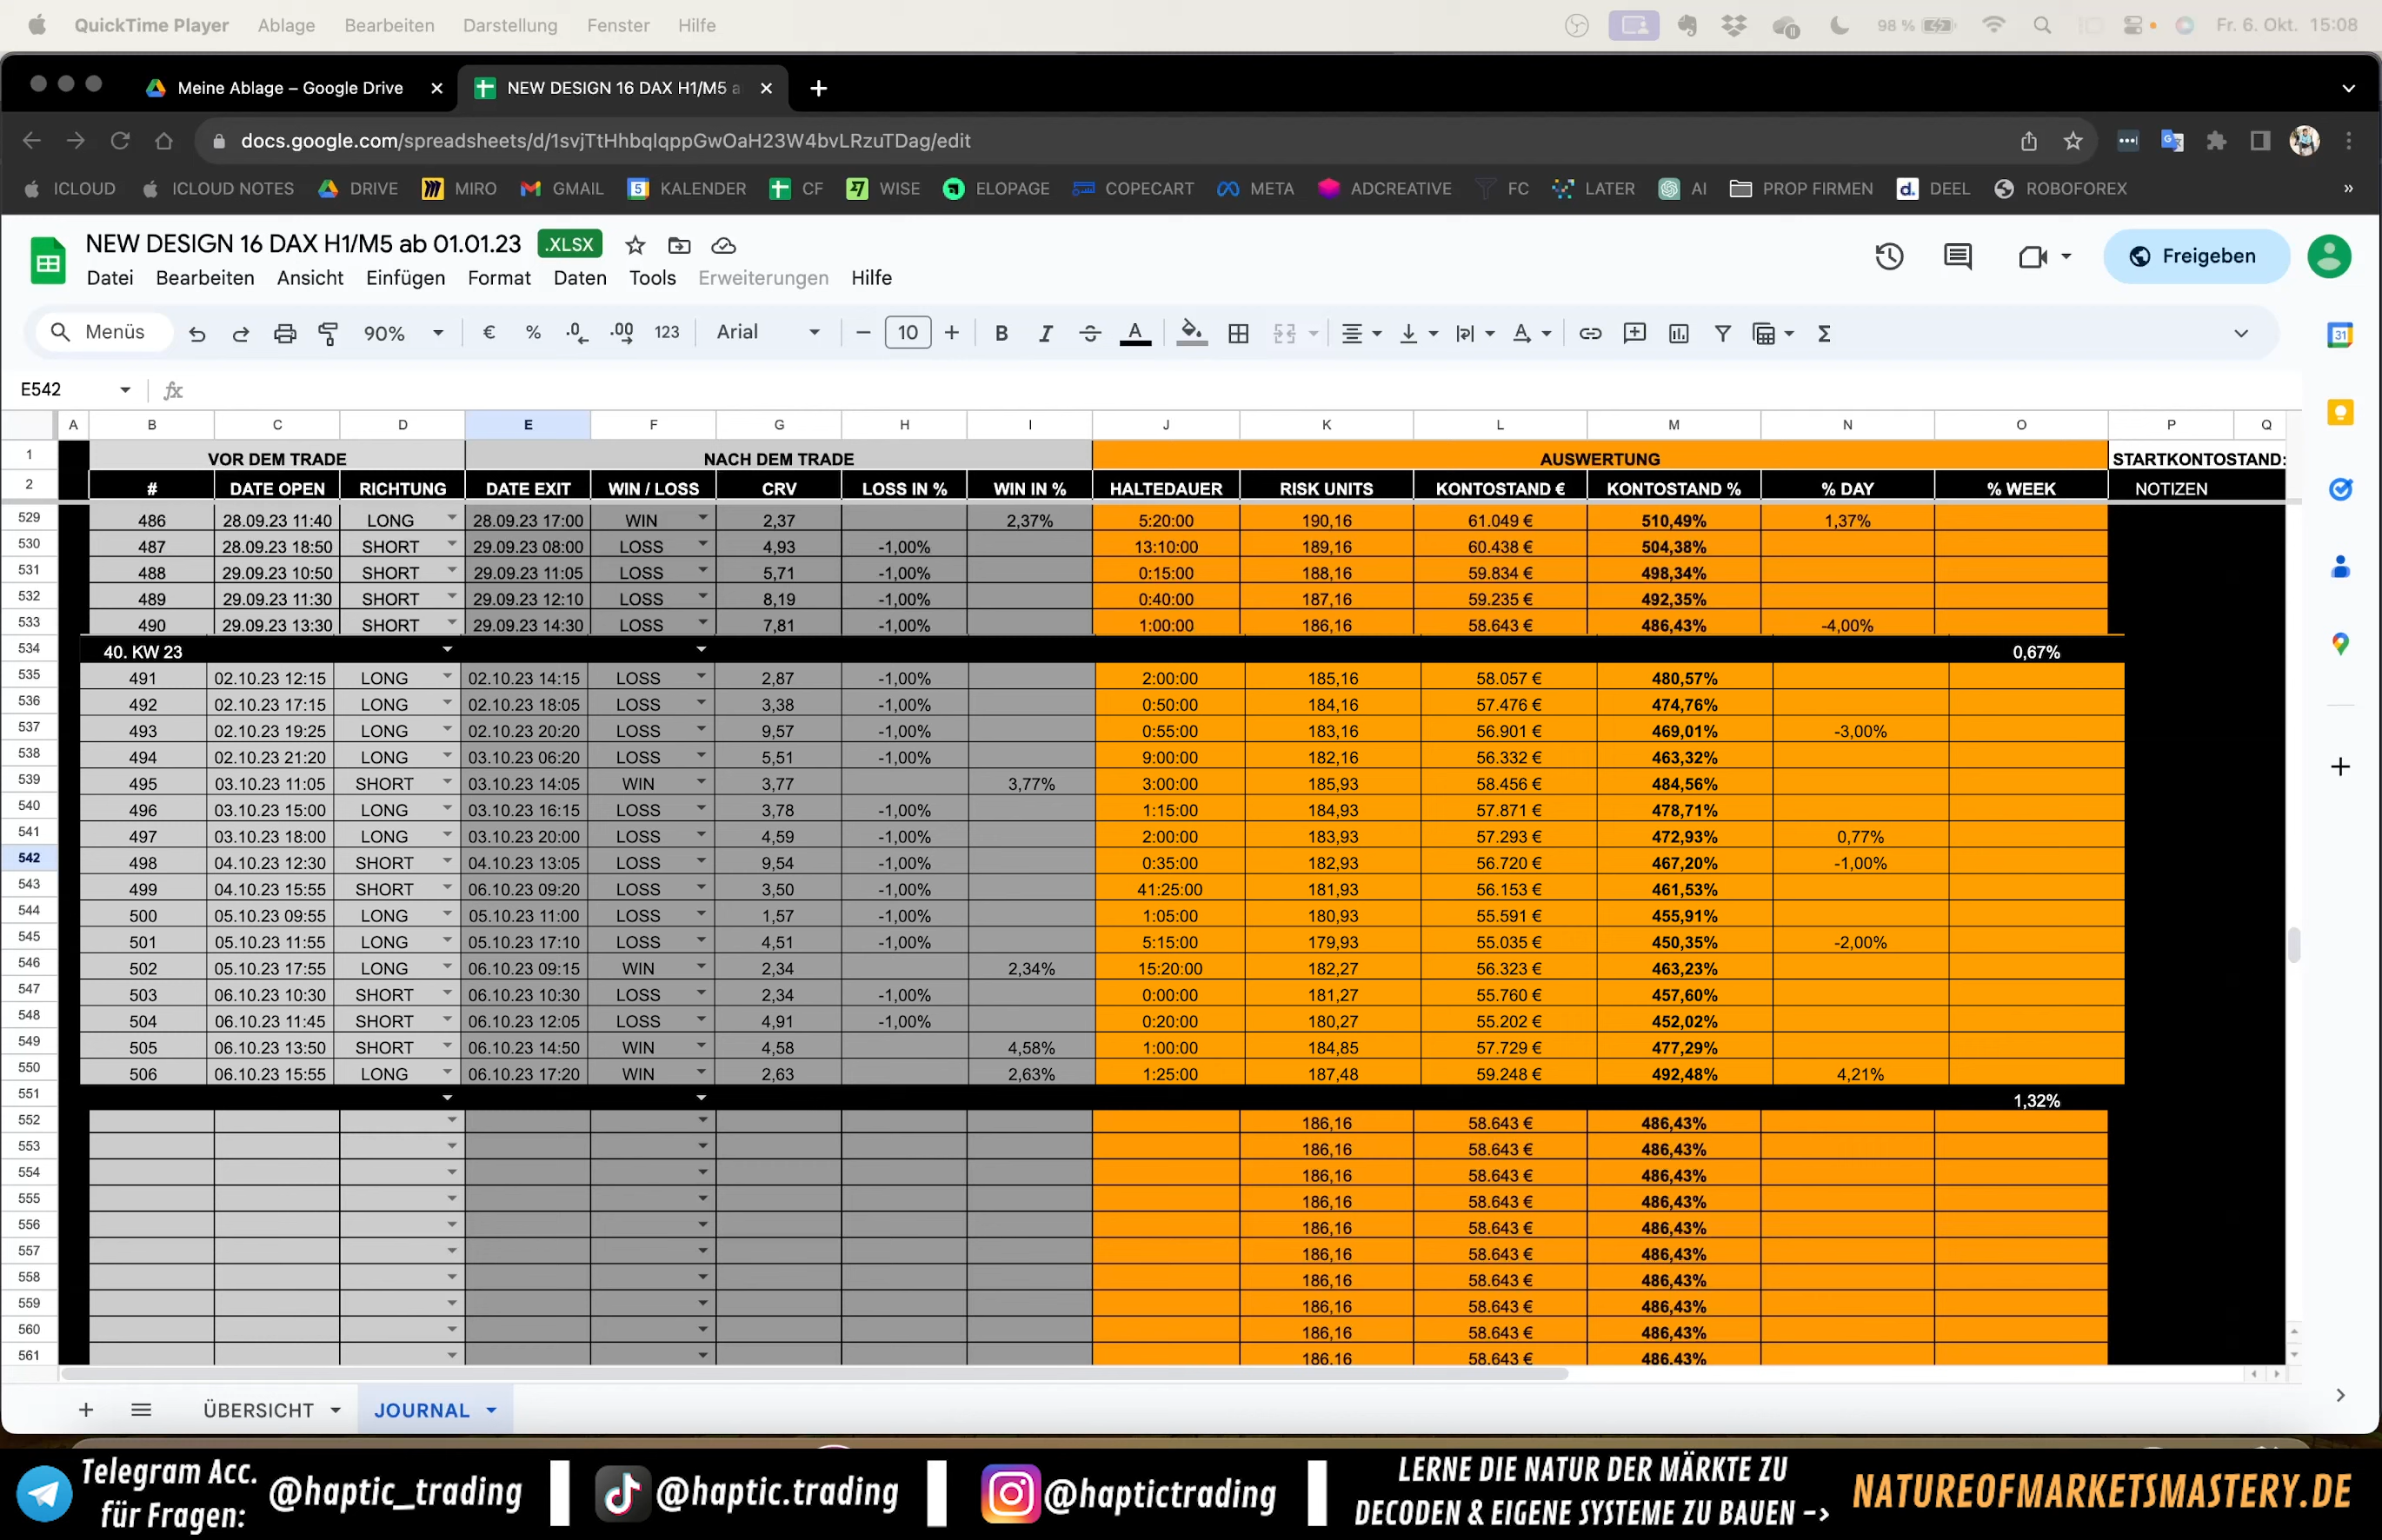 QuickTime Player Ablage Bearbeiten Darstellung Fenster Hilfe 98 % Fr. 6. Okt. 15:08
Meine Ablage – Google Drive NEW DESIGN 16 DAX H1/M5 a
docs.google.com/spreadsheets/d/1svjTtHhbqlqppGwOaH23W4bvLRzuTDag/edit
ICLOUD ICLOUD NOTES DRIVE MIRO GMAIL 5 KALENDER CF WISE ELOPAGE COPECART META ADCREATIVE FC LATER AI PROP FIRMEN d. DEEL ROBOFOREX »
NEW DESIGN 16 DAX H1/M5 ab 01.01.23 .XLSX
Freigeben
Datei Bearbeiten Ansicht Einfügen Format Daten Tools Erweiterungen Hilfe
Menüs 90% € % .0 .00 123 Arial 10 B I A Σ 31
E542 fx
A B C D E F G H I J K L M N O P Q
1 VOR DEM TRADE NACH DEM TRADE AUSWERTUNG STARTKONTOSTAND:
2 # DATE OPEN RICHTUNG DATE EXIT WIN / LOSS CRV LOSS IN % WIN IN % HALTEDAUER RISK UNITS KONTOSTAND € KONTOSTAND % % DAY % WEEK NOTIZEN
529 486 28.09.23 11:40 LONG 28.09.23 17:00 WIN 2,37 2,37% 5:20:00 190,16 61.049 € 510,49% 1,37%
530 487 28.09.23 18:50 SHORT 29.09.23 08:00 LOSS 4,93 -1,00% 13:10:00 189,16 60.438 € 504,38%
531 488 29.09.23 10:50 SHORT 29.09.23 11:05 LOSS 5,71 -1,00% 0:15:00 188,16 59.834 € 498,34%
532 489 29.09.23 11:30 SHORT 29.09.23 12:10 LOSS 8,19 -1,00% 0:40:00 187,16 59.235 € 492,35%
533 490 29.09.23 13:30 SHORT 29.09.23 14:30 LOSS 7,81 -1,00% 1:00:00 186,16 58.643 € 486,43% -4,00%
534 40. KW 23 0,67%
535 491 02.10.23 12:15 LONG 02.10.23 14:15 LOSS 2,87 -1,00% 2:00:00 185,16 58.057 € 480,57%
536 492 02.10.23 17:15 LONG 02.10.23 18:05 LOSS 3,38 -1,00% 0:50:00 184,16 57.476 € 474,76%
537 493 02.10.23 19:25 LONG 02.10.23 20:20 LOSS 9,57 -1,00% 0:55:00 183,16 56.901 € 469,01% -3,00%
538 494 02.10.23 21:20 LONG 03.10.23 06:20 LOSS 5,51 -1,00% 9:00:00 182,16 56.332 € 463,32%
539 495 03.10.23 11:05 SHORT 03.10.23 14:05 WIN 3,77 3,77% 3:00:00 185,93 58.456 € 484,56%
540 496 03.10.23 15:00 LONG 03.10.23 16:15 LOSS 3,78 -1,00% 1:15:00 184,93 57.871 € 478,71%
541 497 03.10.23 18:00 LONG 03.10.23 20:00 LOSS 4,59 -1,00% 2:00:00 183,93 57.293 € 472,93% 0,77%
542 498 04.10.23 12:30 SHORT 04.10.23 13:05 LOSS 9,54 -1,00% 0:35:00 182,93 56.720 € 467,20% -1,00%
543 499 04.10.23 15:55 SHORT 06.10.23 09:20 LOSS 3,50 -1,00% 41:25:00 181,93 56.153 € 461,53%
544 500 05.10.23 09:55 LONG 05.10.23 11:00 LOSS 1,57 -1,00% 1:05:00 180,93 55.591 € 455,91%
545 501 05.10.23 11:55 LONG 05.10.23 17:10 LOSS 4,51 -1,00% 5:15:00 179,93 55.035 € 450,35% -2,00%
546 502 05.10.23 17:55 LONG 06.10.23 09:15 WIN 2,34 2,34% 15:20:00 182,27 56.323 € 463,23%
547 503 06.10.23 10:30 SHORT 06.10.23 10:30 LOSS 2,34 -1,00% 0:00:00 181,27 55.760 € 457,60%
548 504 06.10.23 11:45 SHORT 06.10.23 12:05 LOSS 4,91 -1,00% 0:20:00 180,27 55.202 € 452,02%
549 505 06.10.23 13:50 SHORT 06.10.23 14:50 WIN 4,58 4,58% 1:00:00 184,85 57.729 € 477,29%
550 506 06.10.23 15:55 LONG 06.10.23 17:20 WIN 2,63 2,63% 1:25:00 187,48 59.248 € 492,48% 4,21%
551 1,32%
552 186,16 58.643 € 486,43%
553 186,16 58.643 € 486,43%
554 186,16 58.643 € 486,43%
555 186,16 58.643 € 486,43%
556 186,16 58.643 € 486,43%
557 186,16 58.643 € 486,43%
558 186,16 58.643 € 486,43%
559 186,16 58.643 € 486,43%
560 186,16 58.643 € 486,43%
561 186,16 58.643 € 486,43%
ÜBERSICHT JOURNAL
Telegram Acc.
für Fragen:
@haptic_trading
@haptic.trading
@haptictrading
LERNE DIE NATUR DER MÄRKTE ZU
DECODEN & EIGENE SYSTEME ZU BAUEN –>
NATUREOFMARKETSMASTERY.DE